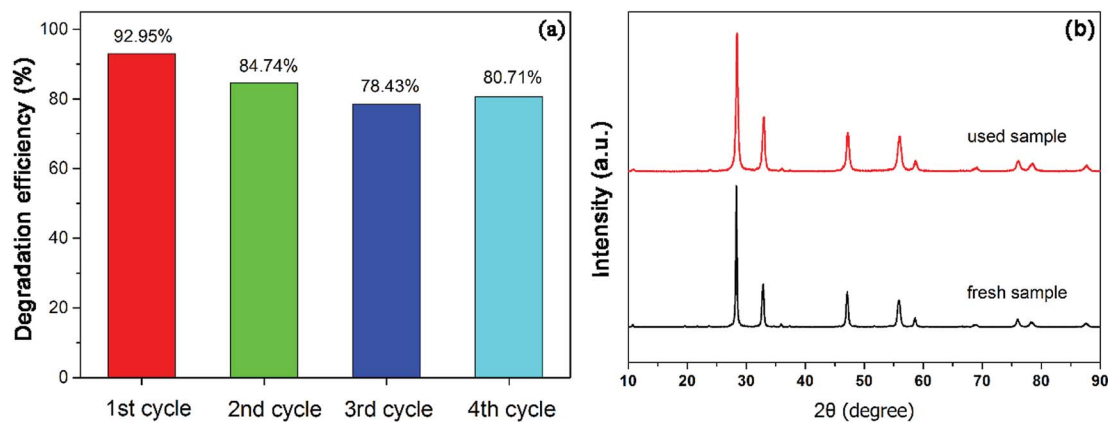 (a)
Degradation efficiency (%)
100
80
60
40
20
0
92.95%
84.74%
78.43%
80.71%
1st cycle
2nd cycle
3rd cycle
4th cycle
(b)
Intensity (a.u.)
used sample
fresh sample
10 20 30 40 50 60 70 80 90
2θ (degree)